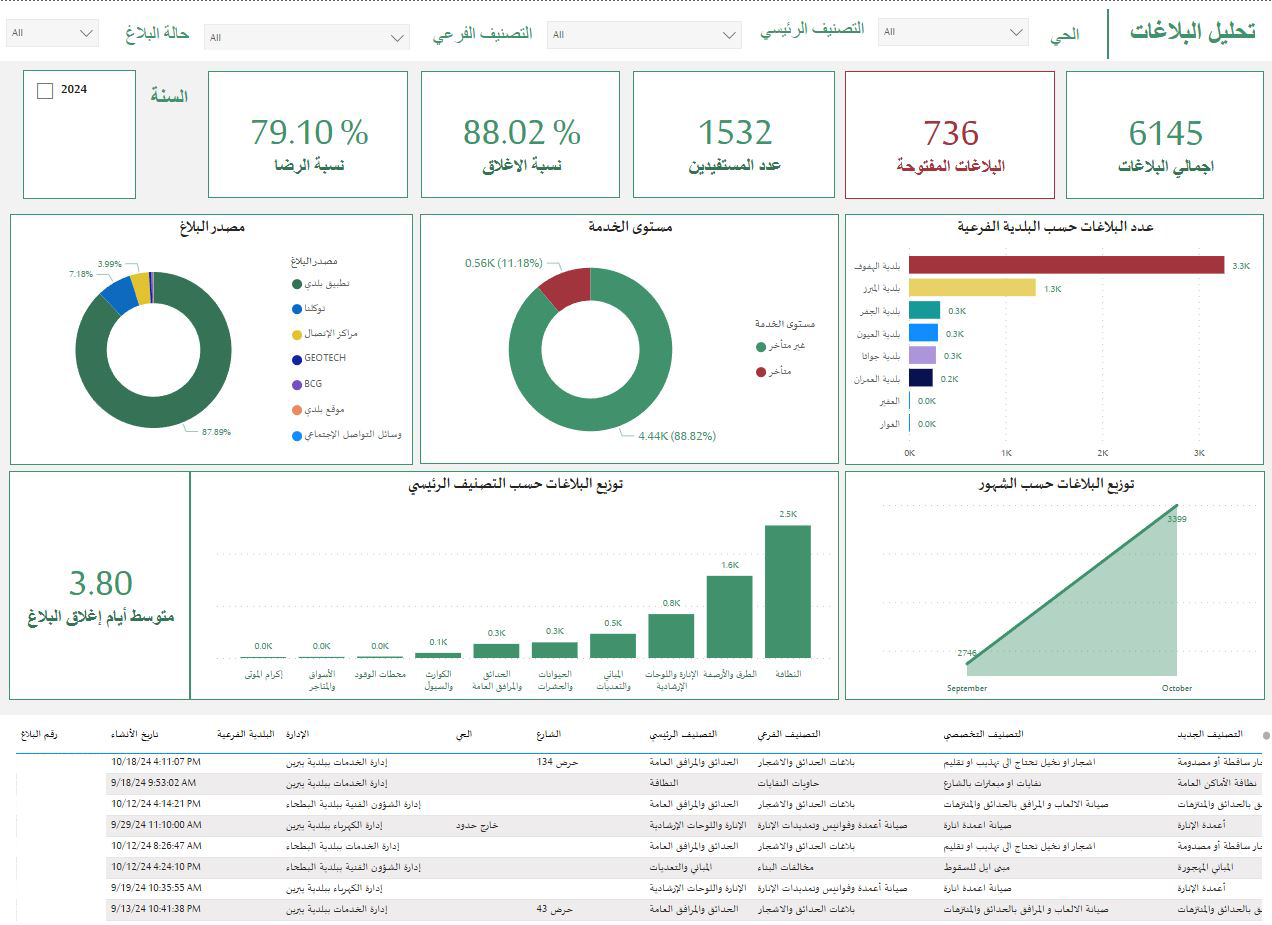 تحليل البلاغات
الحي
All
التصنيف الرئيسي
All
التصنيف الفرعي
All
حالة البلاغ
All
6145
اجمالي البلاغات
736
البلاغات المفتوحة
1532
عدد المستفيدين
88.02 %
نسبة الاغلاق
79.10 %
نسبة الرضا
السنة
2024
عدد البلاغات حسب البلدية الفرعية
بلدية الهفوف 3.3K
بلدية المبرز 1.3K
بلدية الجفر 0.3K
بلدية العيون 0.3K
بلدية جواثا 0.3K
بلدية العمران 0.2K
العقير 0.0K
الغوار 0.0K
0K 1K 2K 3K
مستوى الخدمة
0.56K (11.18%)
4.44K (88.82%)
مستوى الخدمة
غير متأخر
متأخر
مصدر البلاغ
3.99%
7.18%
87.89%
مصدر البلاغ
تطبيق بلدي
توكلنا
مراكز الإتصال
GEOTECH
BCG
موقع بلدي
وسائل التواصل الإجتماعي
توزيع البلاغات حسب الشهور
3399
2746
September October
توزيع البلاغات حسب التصنيف الرئيسي
2.5K
1.6K
0.8K
0.5K
0.3K
0.3K
0.1K
0.0K
0.0K
0.0K
النظافة
الطرق والأرصفة
الإنارة واللوحات الإرشادية
المباني والتعديات
الحيوانات والحشرات
الحدائق والمرافق العامة
الكوارث والسيول
محطات الوقود
الأسواق والمتاجر
إكرام الموتى
3.80
متوسط أيام إغلاق البلاغ
رقم البلاغ تاريخ الأنشاء البلدية الفرعية الإدارة الحي الشارع التصنيف الرئيسي التصنيف الفرعي التصنيف التخصصي التصنيف الجديد
10/18/24 4:11:07 PM إدارة الخدمات ببلدية يبرين حرض 134 الحدائق والمرافق العامة بلاغات الحدائق والاشجار اشجار او نخيل تحتاج الى تهذيب او تقليم ساقطة أو مصدومة
9/18/24 9:53:02 AM إدارة الخدمات ببلدية يبرين النظافة حاويات النفايات نفايات او مبعثرات بالشارع نظافة الأماكن العامة
10/12/24 4:14:21 PM إدارة الشؤون الفنية ببلدية البطحاء الحدائق والمرافق العامة بلاغات الحدائق والاشجار صيانة الالعاب و المرافق بالحدائق والمنتزهات بالحدائق والمنتزهات
9/29/24 11:10:00 AM إدارة الكهرباء ببلدية يبرين خارج حدود الإنارة واللوحات الإرشادية صيانة أعمدة وفوانيس وتمديدات الإنارة صيانة اعمدة انارة أعمدة الإنارة
10/12/24 8:26:47 AM إدارة الخدمات ببلدية البطحاء الحدائق والمرافق العامة بلاغات الحدائق والاشجار اشجار او نخيل تحتاج الى تهذيب او تقليم ساقطة أو مصدومة
10/12/24 4:24:10 PM إدارة الشؤون الفنية ببلدية البطحاء المباني والتعديات مخالفات البناء مبنى ايل للسقوط المباني المهجورة
9/19/24 10:35:55 AM إدارة الكهرباء ببلدية يبرين الإنارة واللوحات الإرشادية صيانة أعمدة وفوانيس وتمديدات الإنارة صيانة اعمدة انارة أعمدة الإنارة
9/13/24 10:41:38 PM إدارة الخدمات ببلدية يبرين حرض 43 الحدائق والمرافق العامة بلاغات الحدائق والاشجار صيانة الالعاب و المرافق بالحدائق والمنتزهات بالحدائق والمنتزهات